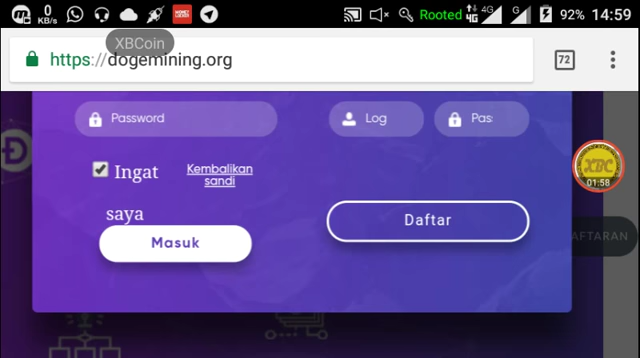 0
KB/s
Rooted
4G
4G
G
92%
14:59
XBCoin
https://dogemining.org
72
Password
Log
Pas
Ingat
saya
Kembalikan
sandi
Masuk
Daftar
XBC
01:58
AFTARAN